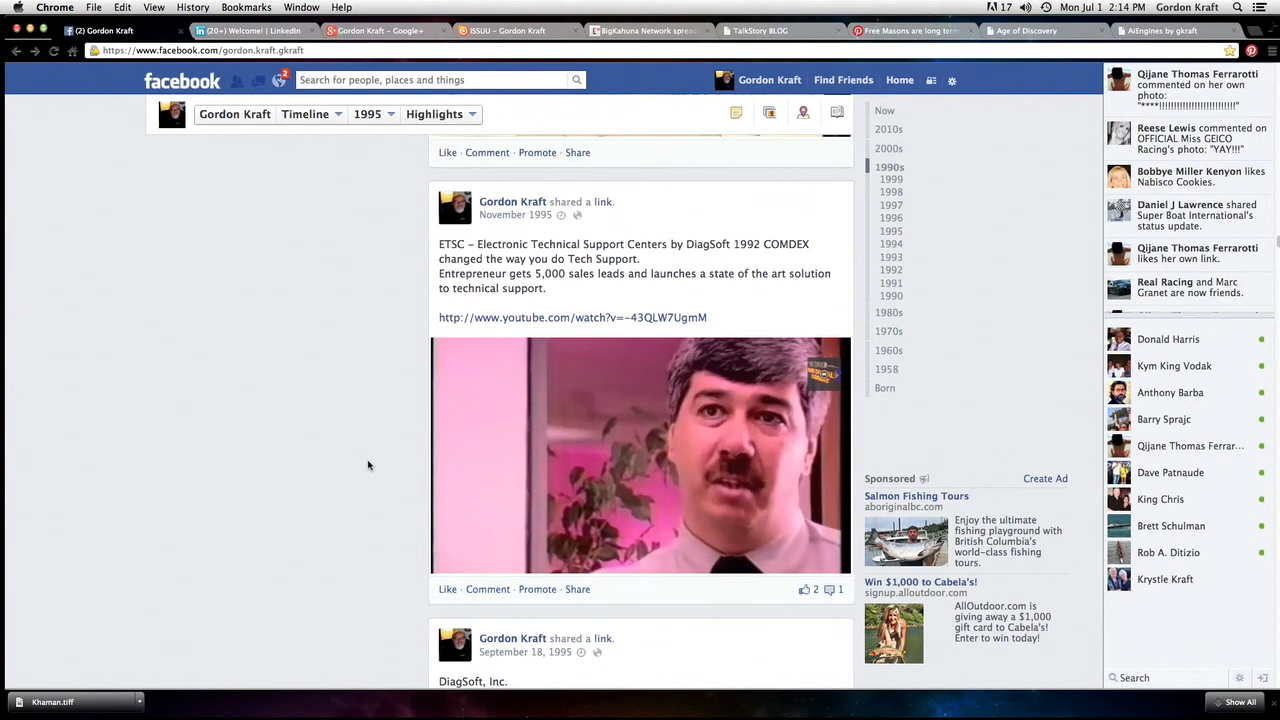 Chrome File Edit View History Bookmarks Window Help
17 Mon Jul 1 2:14 PM Gordon Kraft
(2) Gordon Kraft
(20+) Welcome! | LinkedIn
Gordon Kraft - Google+
ISSUU - Gordon Kraft
BigKahuna Network sprea
TalkStory BLOG
Free Masons are long term
Age of Discovery
AiEngines by gkraft
https://www.facebook.com/gordon.kraft.gkraft
facebook
2
Search for people, places and things
Gordon Kraft Find Friends Home
Gordon Kraft Timeline 1995 Highlights
Like · Comment · Promote · Share
Gordon Kraft shared a link.
November 1995
ETSC - Electronic Technical Support Centers by DiagSoft 1992 COMDEX
changed the way you do Tech Support.
Entrepreneur gets 5,000 sales leads and launches a state of the art solution
to technical support.
http://www.youtube.com/watch?v=-43QLW7UgmM
Like · Comment · Promote · Share
2 1
Gordon Kraft shared a link.
September 18, 1995
DiagSoft, Inc.
Now
2010s
2000s
1990s
1999
1998
1997
1996
1995
1994
1993
1992
1991
1990
1980s
1970s
1960s
1958
Born
Sponsored Create Ad
Salmon Fishing Tours
aboriginalbc.com
Enjoy the ultimate
fishing playground with
British Columbia's
world-class fishing
tours.
Win $1,000 to Cabela's!
signup.alloutdoor.com
AllOutdoor.com is
giving away a $1,000
gift card to Cabela's!
Enter to win today!
Qijane Thomas Ferrarotti
commented on her own
photo:
"****!!!!!!!!!!!!!!!!!!!!!!!!!!"
Reese Lewis commented on
OFFICIAL Miss GEICO
Racing's photo: "YAY!!!"
Bobbye Miller Kenyon likes
Nabisco Cookies.
Daniel J Lawrence shared
Super Boat International's
status update.
Qijane Thomas Ferrarotti
likes her own link.
Real Racing and Marc
Granet are now friends.
Donald Harris
Kym King Vodak
Anthony Barba
Barry Sprajc
Qijane Thomas Ferrar...
Dave Patnaude
King Chris
Brett Schulman
Rob A. Ditizio
Krystle Kraft
Search
Khaman.tiff
Show All